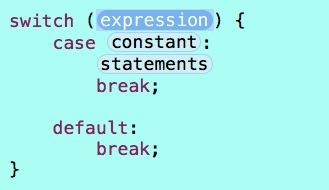 switch (expression) {
    case constant:
        statements
        break;

    default:
        break;
}